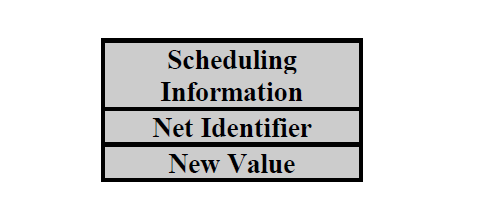 Scheduling
Information
Net Identifier
New Value